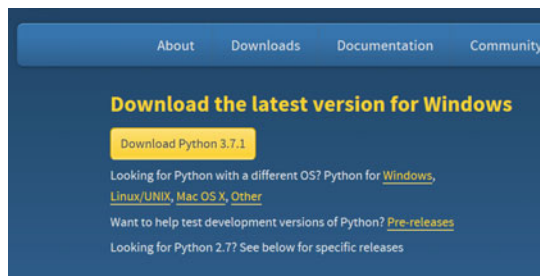 About Downloads Documentation Community
Download the latest version for Windows
Download Python 3.7.1
Looking for Python with a different OS? Python for Windows,
Linux/UNIX, Mac OS X, Other
Want to help test development versions of Python? Pre-releases
Looking for Python 2.7? See below for specific releases